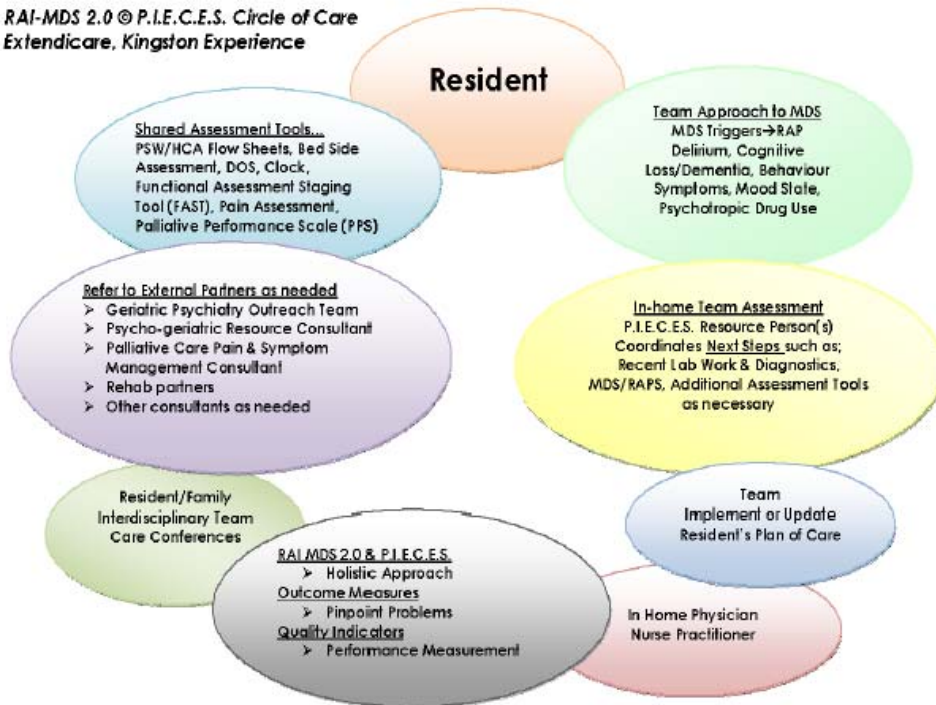 RAI-MDS 2.0 © P.I.E.C.E.S. Circle of Care
Extendicare, Kingston Experience
Resident
Team Approach to MDS
MDS Triggers→RAP
Delirium, Cognitive
Loss/Dementia, Behaviour
Symptoms, Mood State,
Psychotropic Drug Use
In-home Team Assessment
P.I.E.C.E.S. Resource Person(s)
Coordinates Next Steps such as;
Recent Lab Work & Diagnostics,
MDS/RAPS, Additional Assessment Tools
as necessary
Team
Implement or Update
Resident's Plan of Care
In Home Physician
Nurse Practitioner
RAI MDS 2.0 & P.I.E.C.E.S.
➢ Holistic Approach
Outcome Measures
➢ Pinpoint Problems
Quality Indicators
➢ Performance Measurement
Resident/Family
Interdisciplinary Team
Care Conferences
Refer to External Partners as needed
➢ Geriatric Psychiatry Outreach Team
➢ Psycho-geriatric Resource Consultant
➢ Palliative Care Pain & Symptom
Management Consultant
➢ Rehab partners
➢ Other consultants as needed
Shared Assessment Tools...
PSW/HCA Flow Sheets, Bed Side
Assessment, DOS, Clock,
Functional Assessment Staging
Tool (FAST), Pain Assessment,
Palliative Performance Scale (PPS)